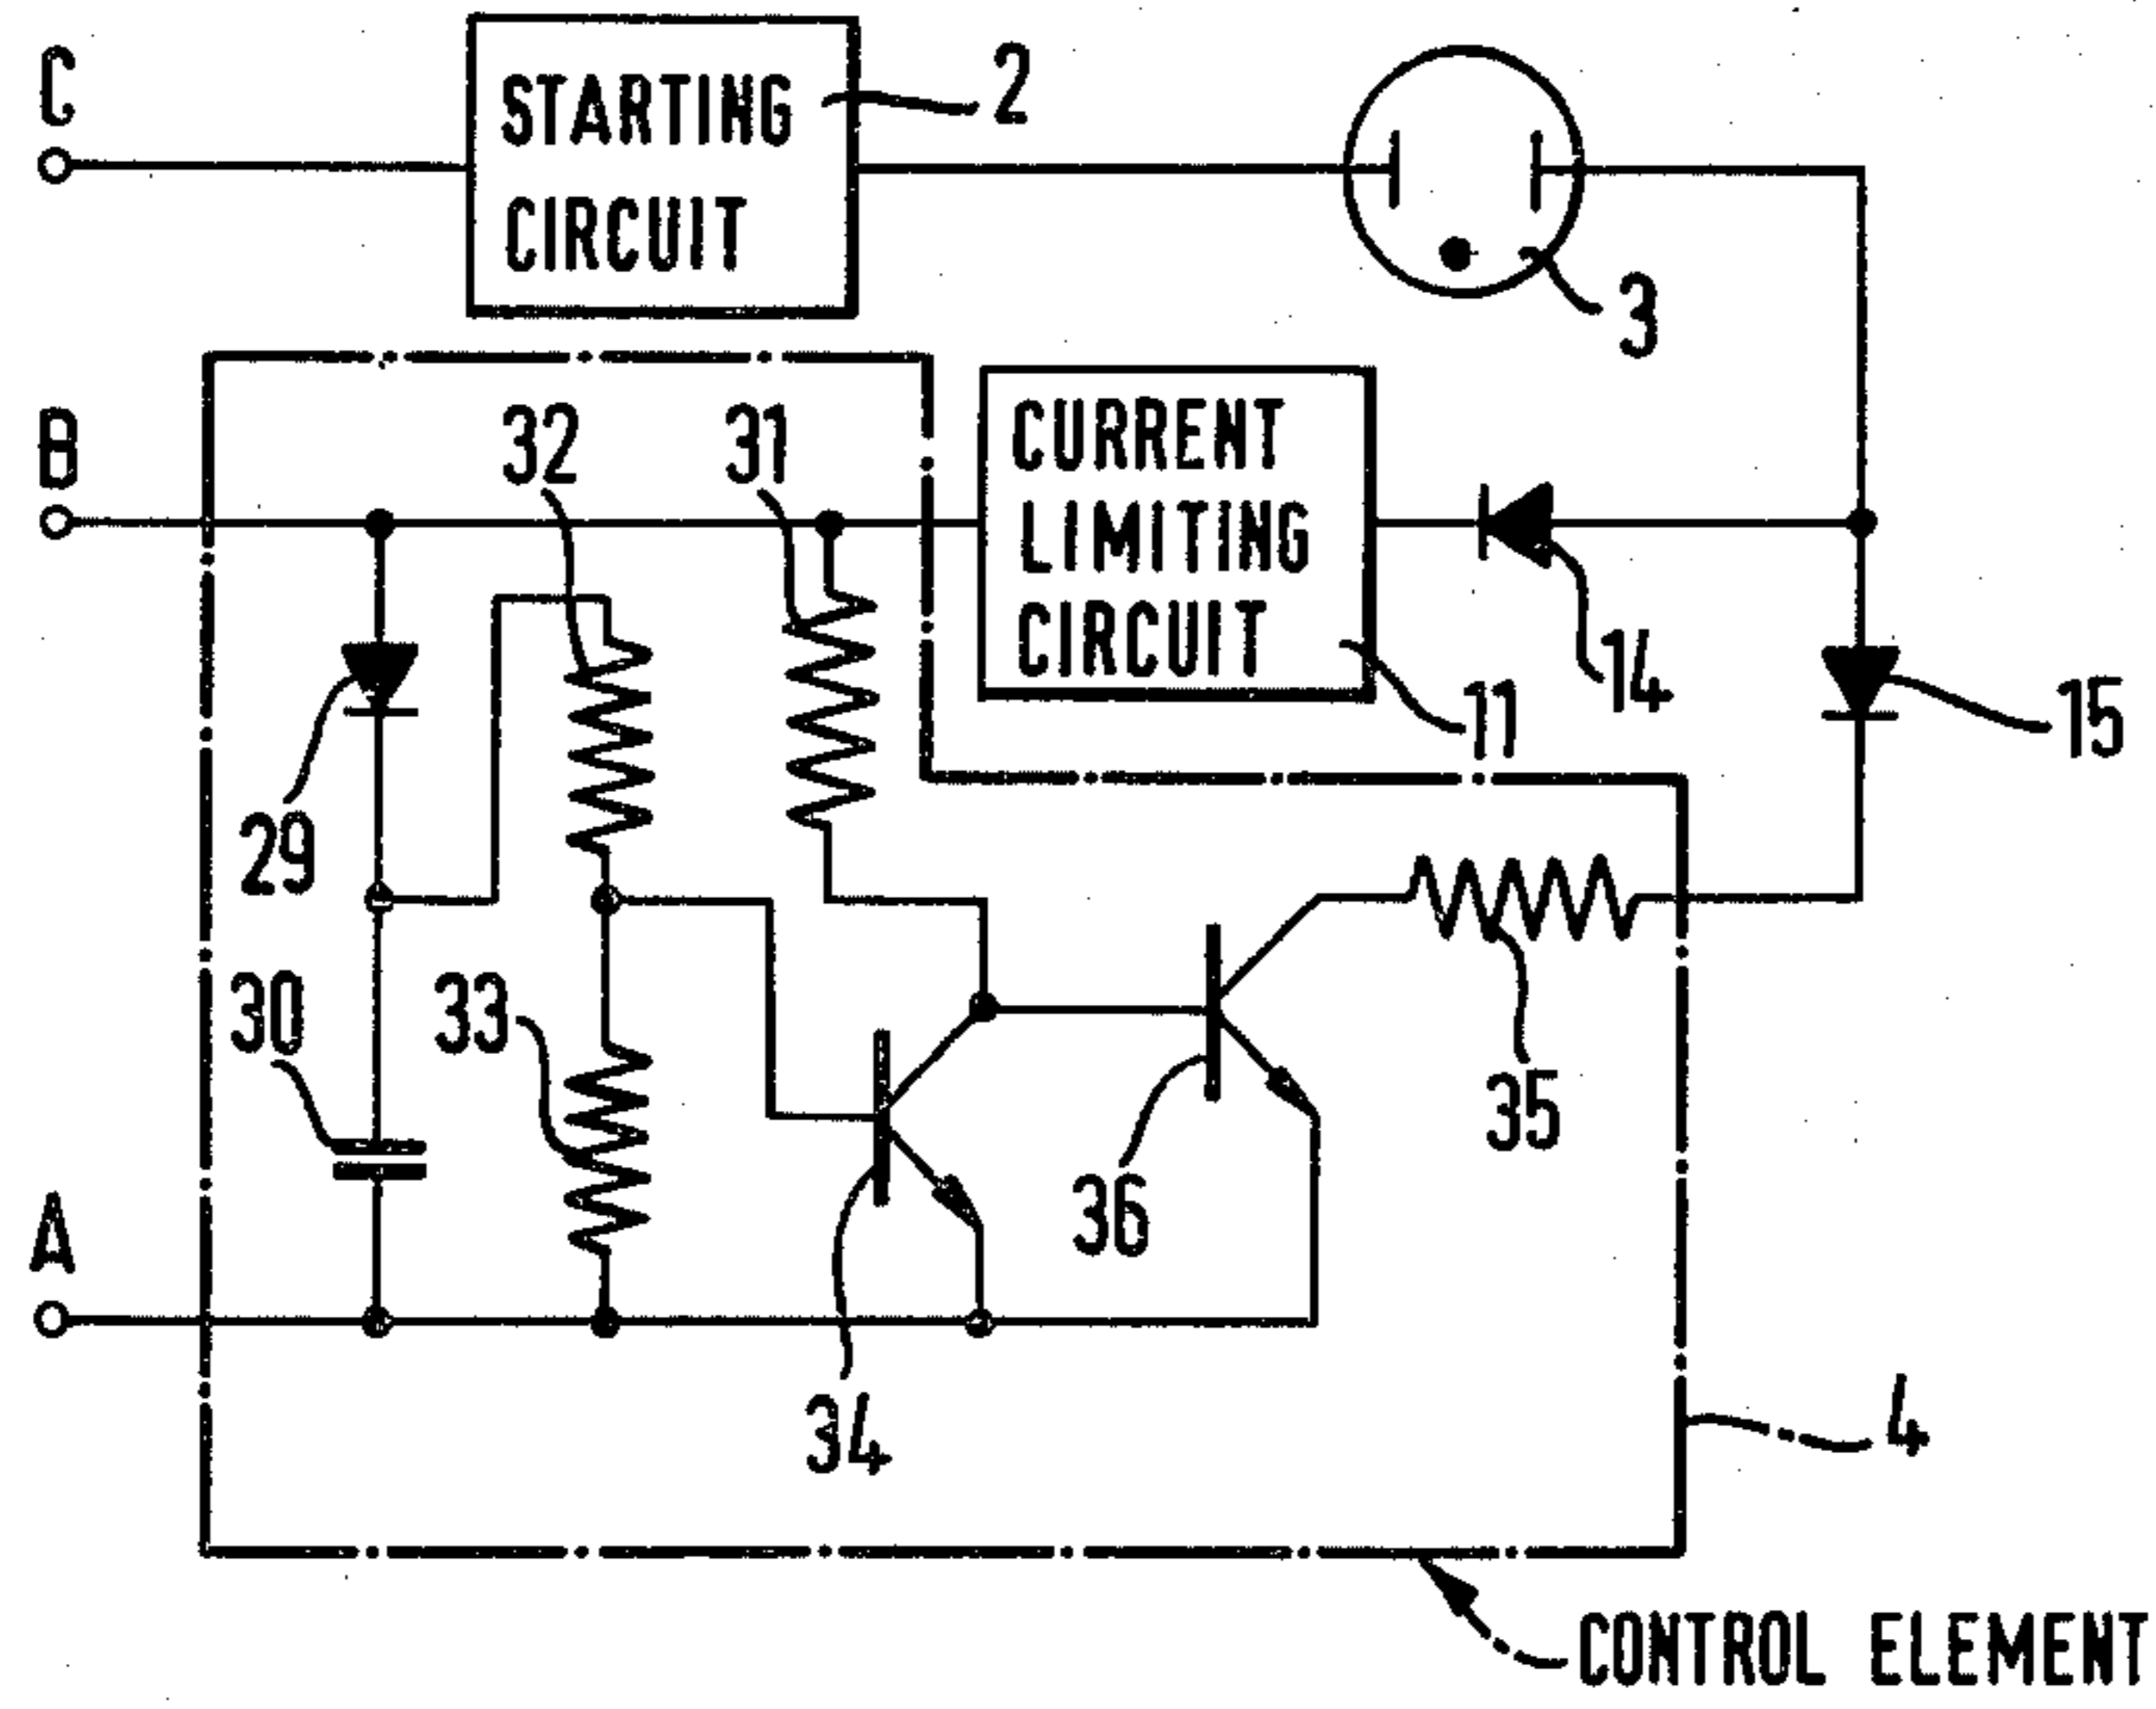 C
STARTING
CIRCUIT
2
3
B
32
31
CURRENT
LIMITING
CIRCUIT
11
14
15
29
30
33
35
36
A
34
4
CONTROL ELEMENT